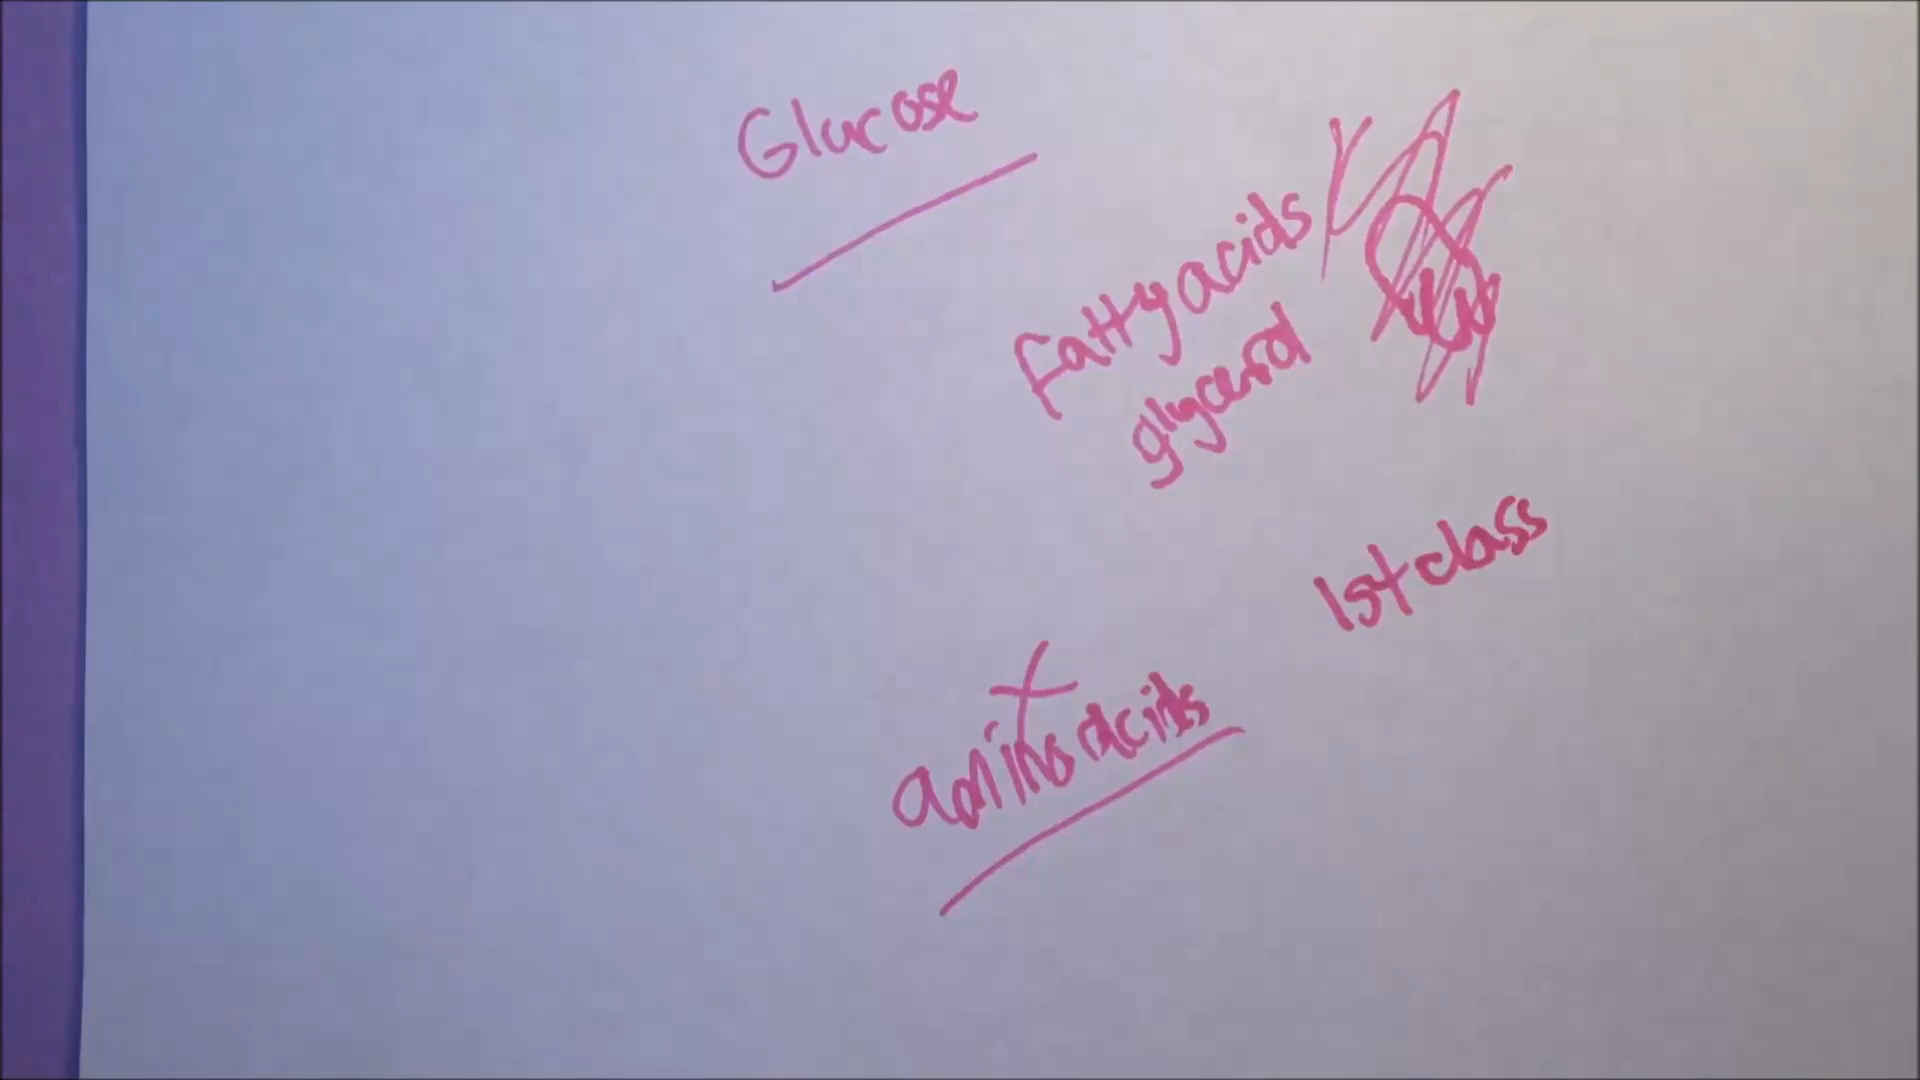 Glucose
Fatty acids
glycerol
1st class
amino acids